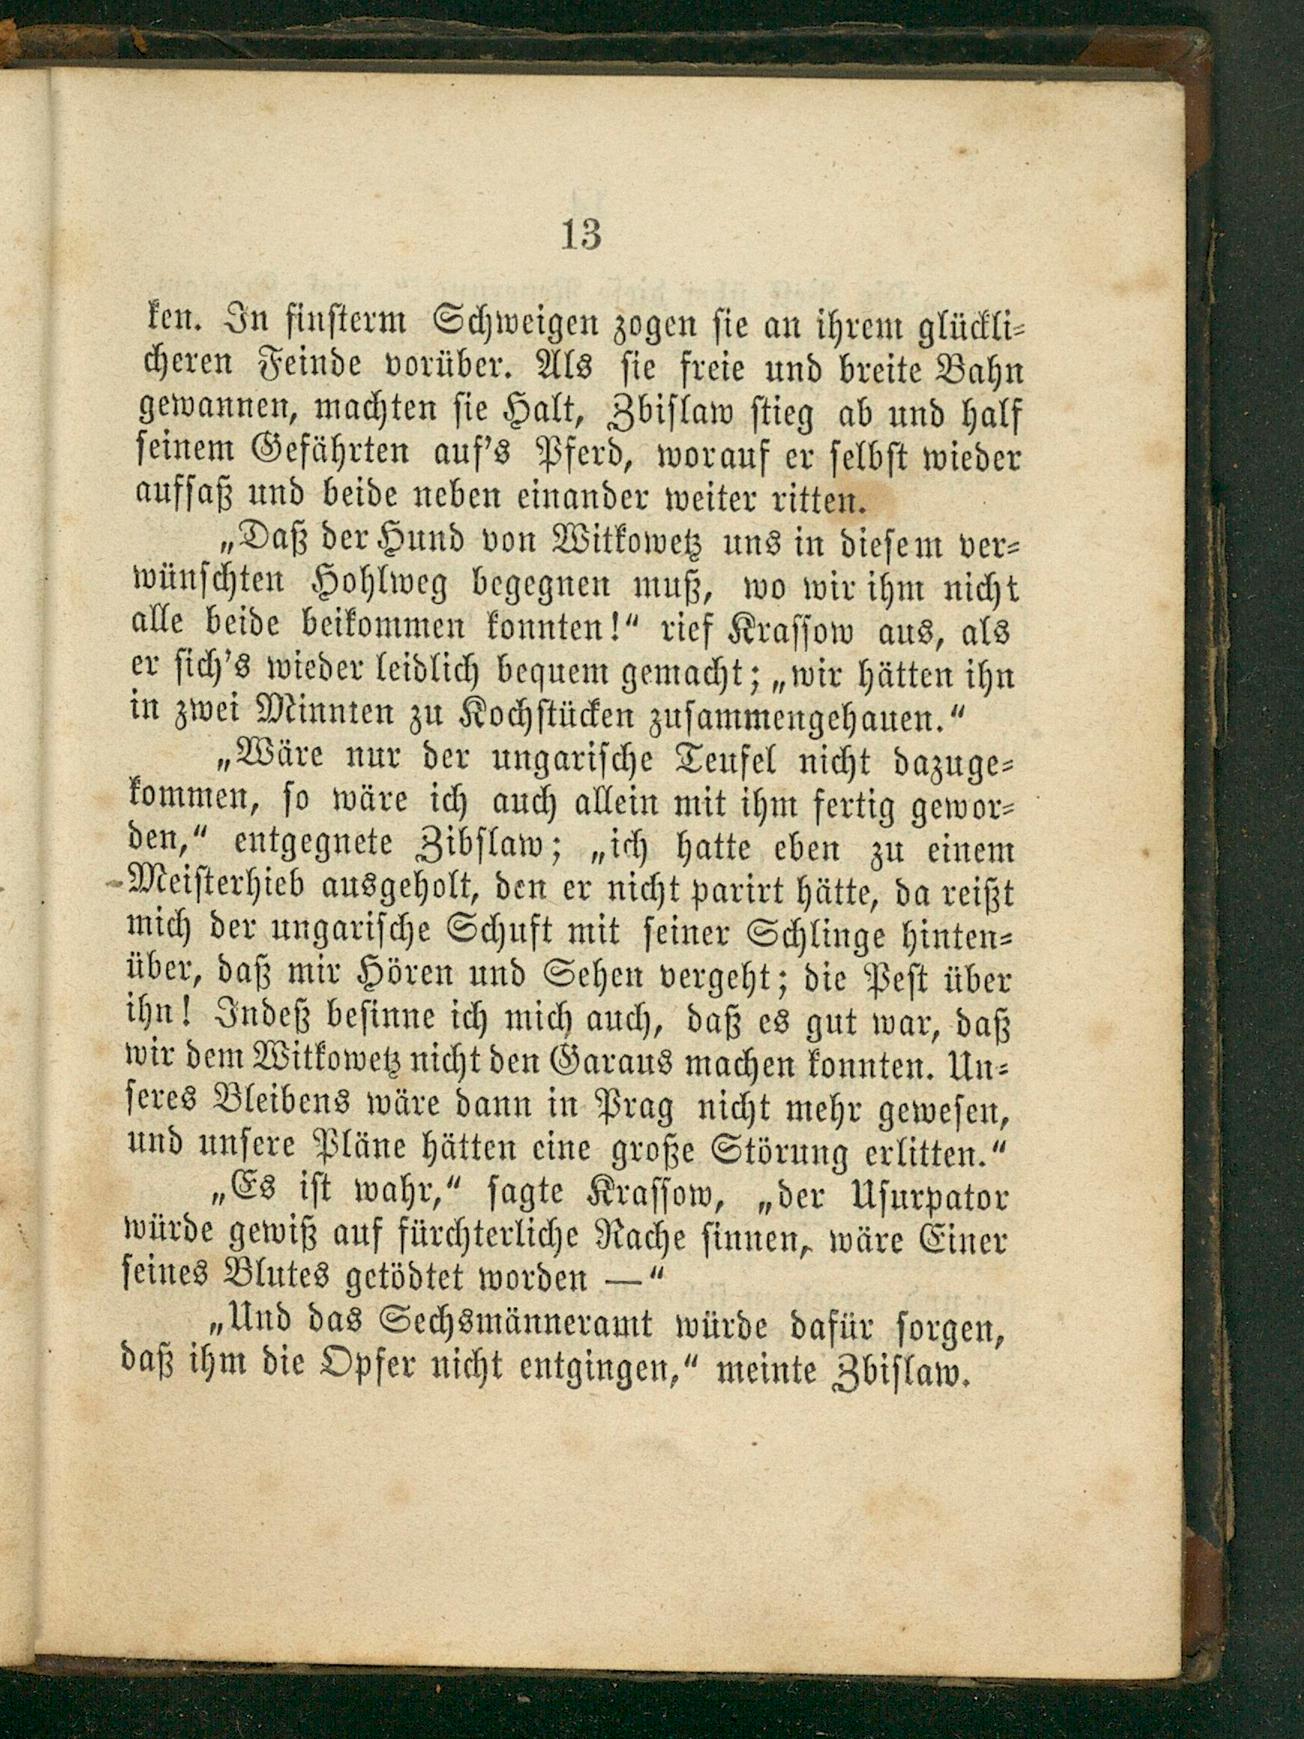 13
ken. In finsterm Schweigen zogen sie an ihrem glückli-
cheren Feinde vorüber. Als sie freie und breite Bahn
gewannen, machten sie Halt, Zbislaw stieg ab und half
seinem Gefährten auf's Pferd, worauf er selbst wieder
aufsaß und beide neben einander weiter ritten.
„Daß der Hund von Witkowetz uns in diesem ver-
wünschten Hohlweg begegnen muß, wo wir ihm nicht
alle beide beikommen konnten!“ rief Krassow aus, als
er sich's wieder leidlich bequem gemacht; „wir hätten ihn
in zwei Minnten zu Kochstücken zusammengehauen.“
„Wäre nur der ungarische Teufel nicht dazuge-
kommen, so wäre ich auch allein mit ihm fertig gewor-
den,“ entgegnete Zibslaw; „ich hatte eben zu einem
Meisterhieb ausgeholt, den er nicht parirt hätte, da reißt
mich der ungarische Schuft mit seiner Schlinge hinten-
über, daß mir Hören und Sehen vergeht; die Pest über
ihn! Indeß besinne ich mich auch, daß es gut war, daß
wir dem Witkowetz nicht den Garaus machen konnten. Un-
seres Bleibens wäre dann in Prag nicht mehr gewesen,
und unsere Pläne hätten eine große Störung erlitten.“
„Es ist wahr,“ sagte Krassow, „der Usurpator
würde gewiß auf fürchterliche Rache sinnen, wäre Einer
seines Blutes getödtet worden —“
„Und das Sechsmänneramt würde dafür sorgen,
daß ihm die Opfer nicht entgingen,“ meinte Zbislaw.